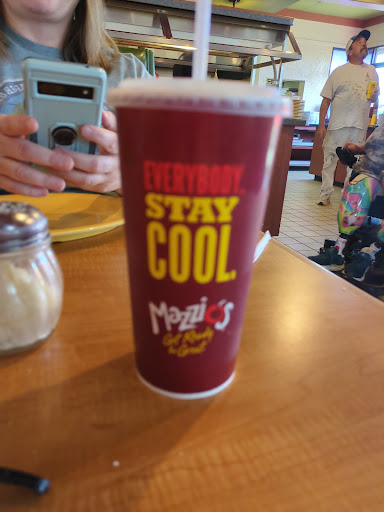 EVERYBODY.
STAY
COOL.
Mazzio's
Get Ready
to Great